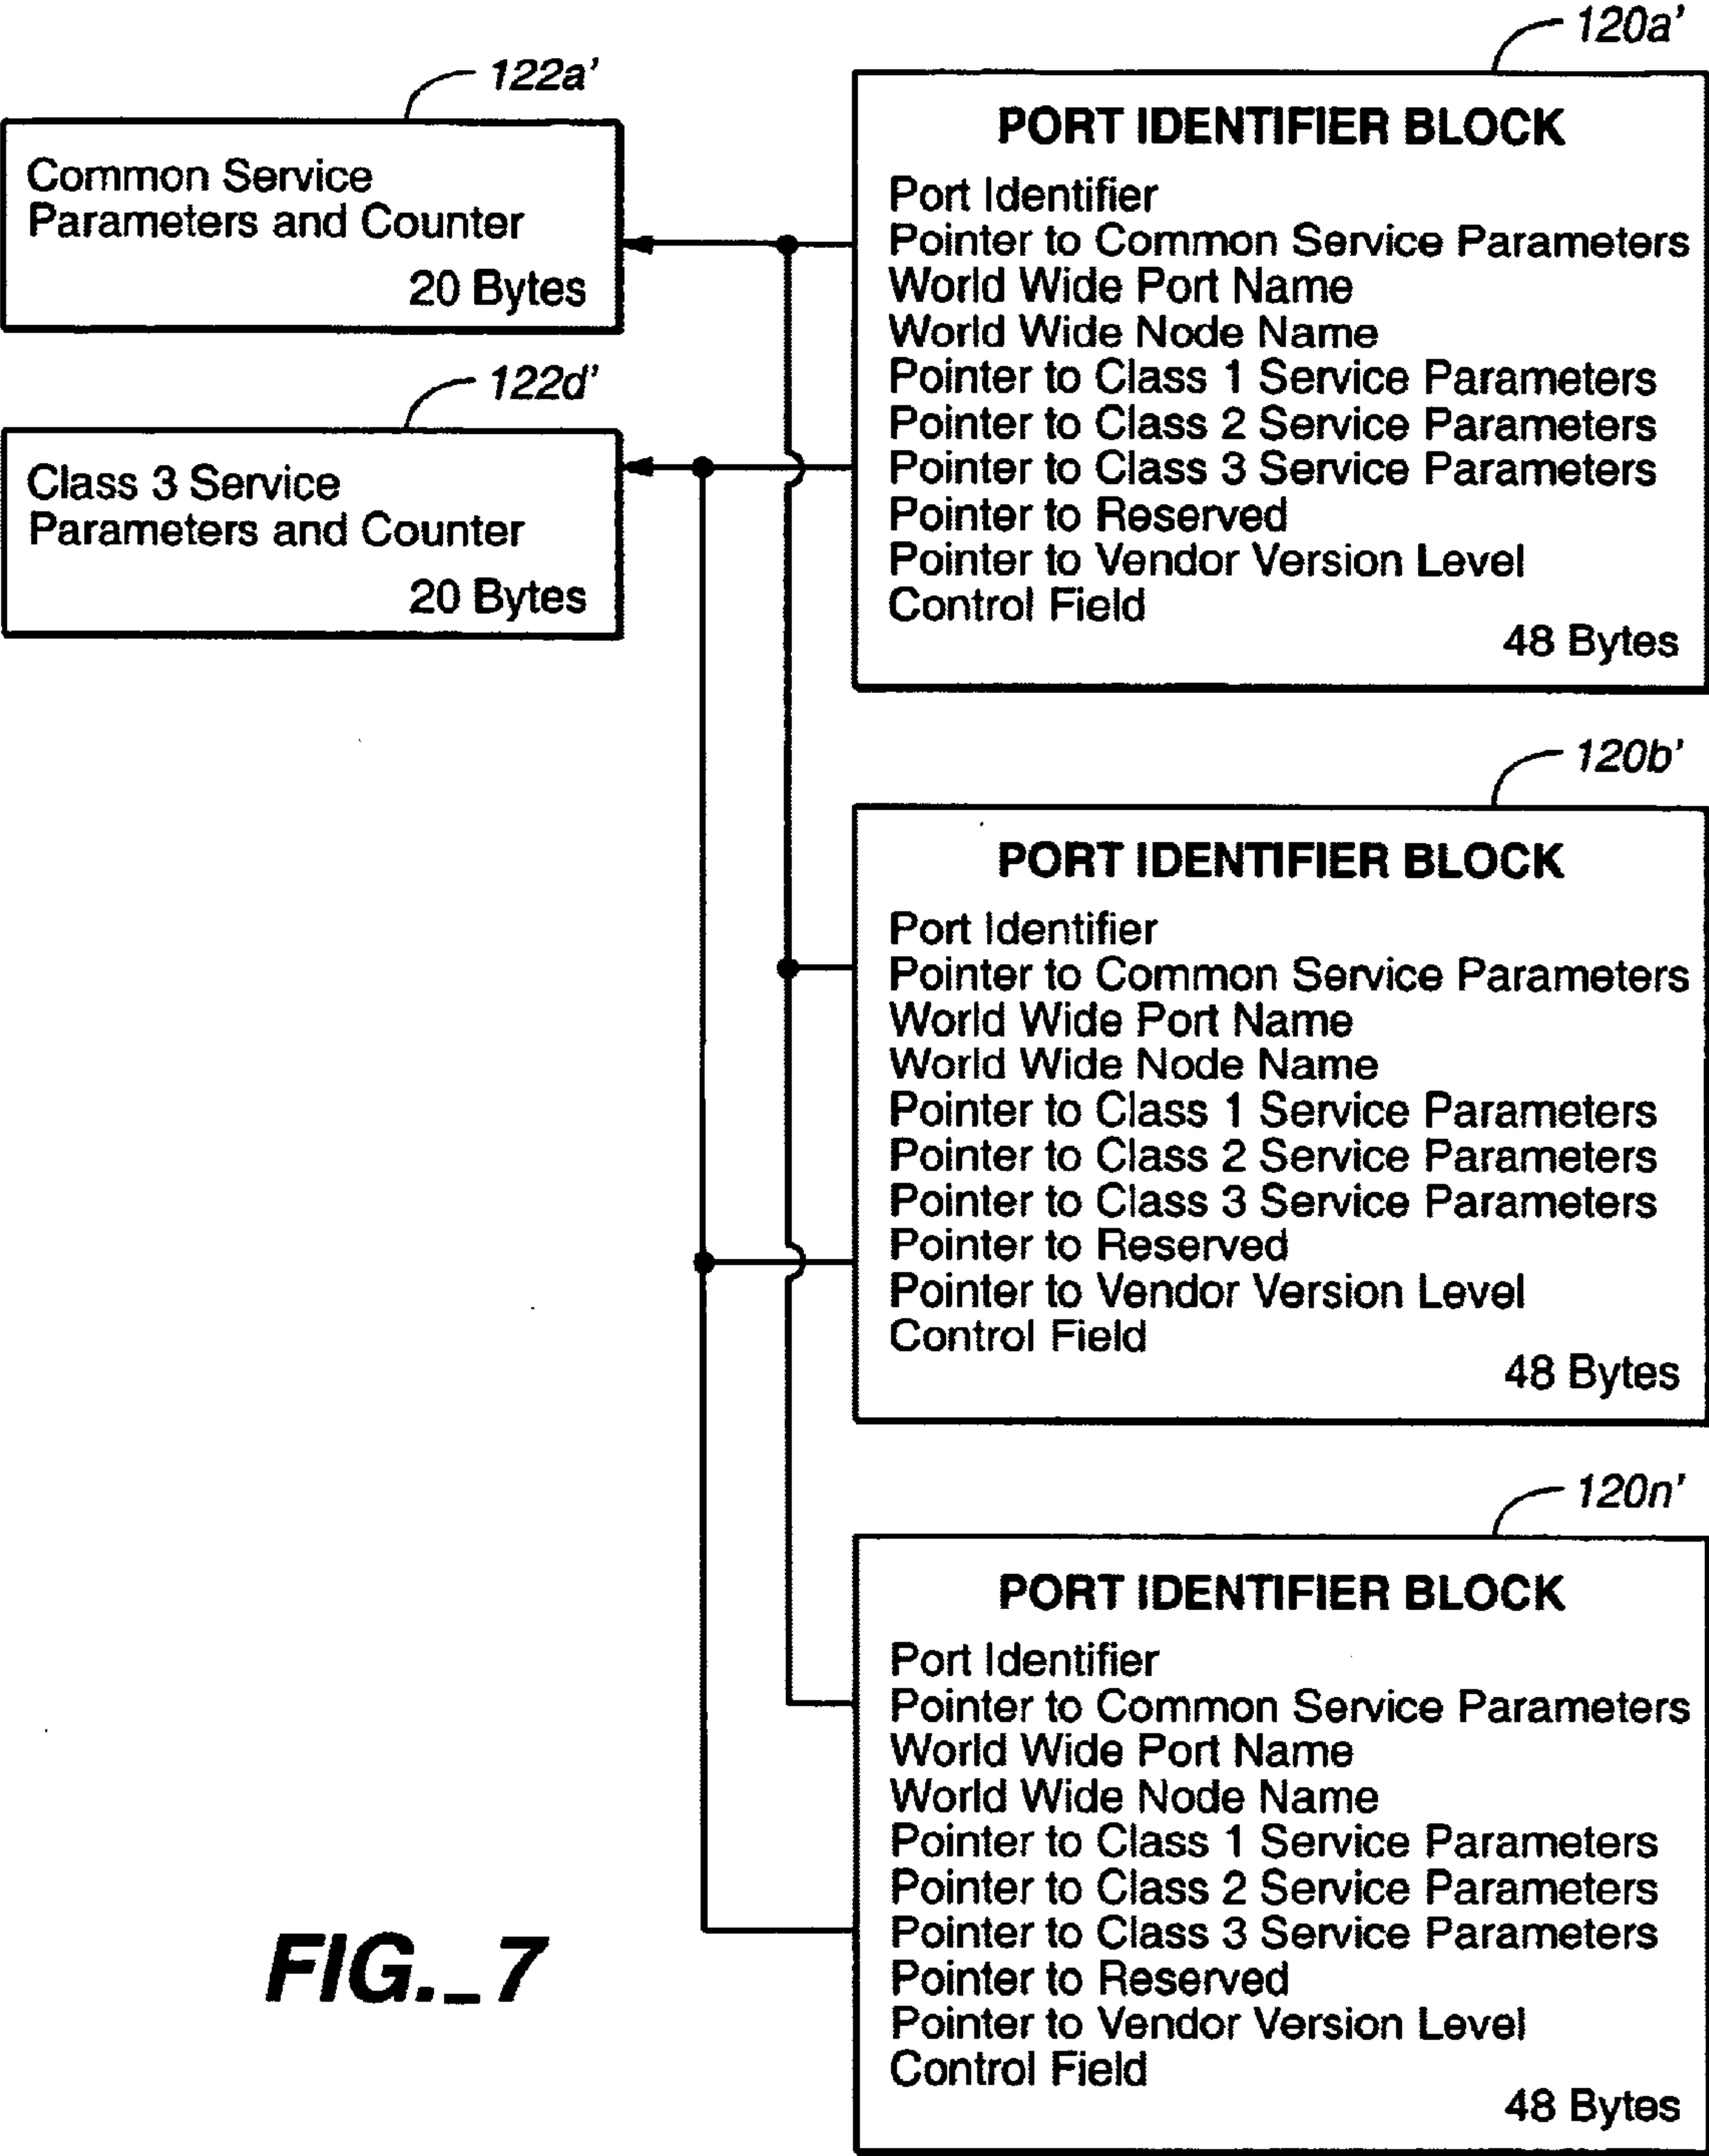 122a'
Common Service
Parameters and Counter
20 Bytes
122d'
Class 3 Service
Parameters and Counter
20 Bytes
120a'
PORT IDENTIFIER BLOCK
Port Identifier
Pointer to Common Service Parameters
World Wide Port Name
World Wide Node Name
Pointer to Class 1 Service Parameters
Pointer to Class 2 Service Parameters
Pointer to Class 3 Service Parameters
Pointer to Reserved
Pointer to Vendor Version Level
Control Field
48 Bytes
120b'
PORT IDENTIFIER BLOCK
Port Identifier
Pointer to Common Service Parameters
World Wide Port Name
World Wide Node Name
Pointer to Class 1 Service Parameters
Pointer to Class 2 Service Parameters
Pointer to Class 3 Service Parameters
Pointer to Reserved
Pointer to Vendor Version Level
Control Field
48 Bytes
120n'
PORT IDENTIFIER BLOCK
Port Identifier
Pointer to Common Service Parameters
World Wide Port Name
World Wide Node Name
Pointer to Class 1 Service Parameters
Pointer to Class 2 Service Parameters
Pointer to Class 3 Service Parameters
Pointer to Reserved
Pointer to Vendor Version Level
Control Field
48 Bytes
FIG._7